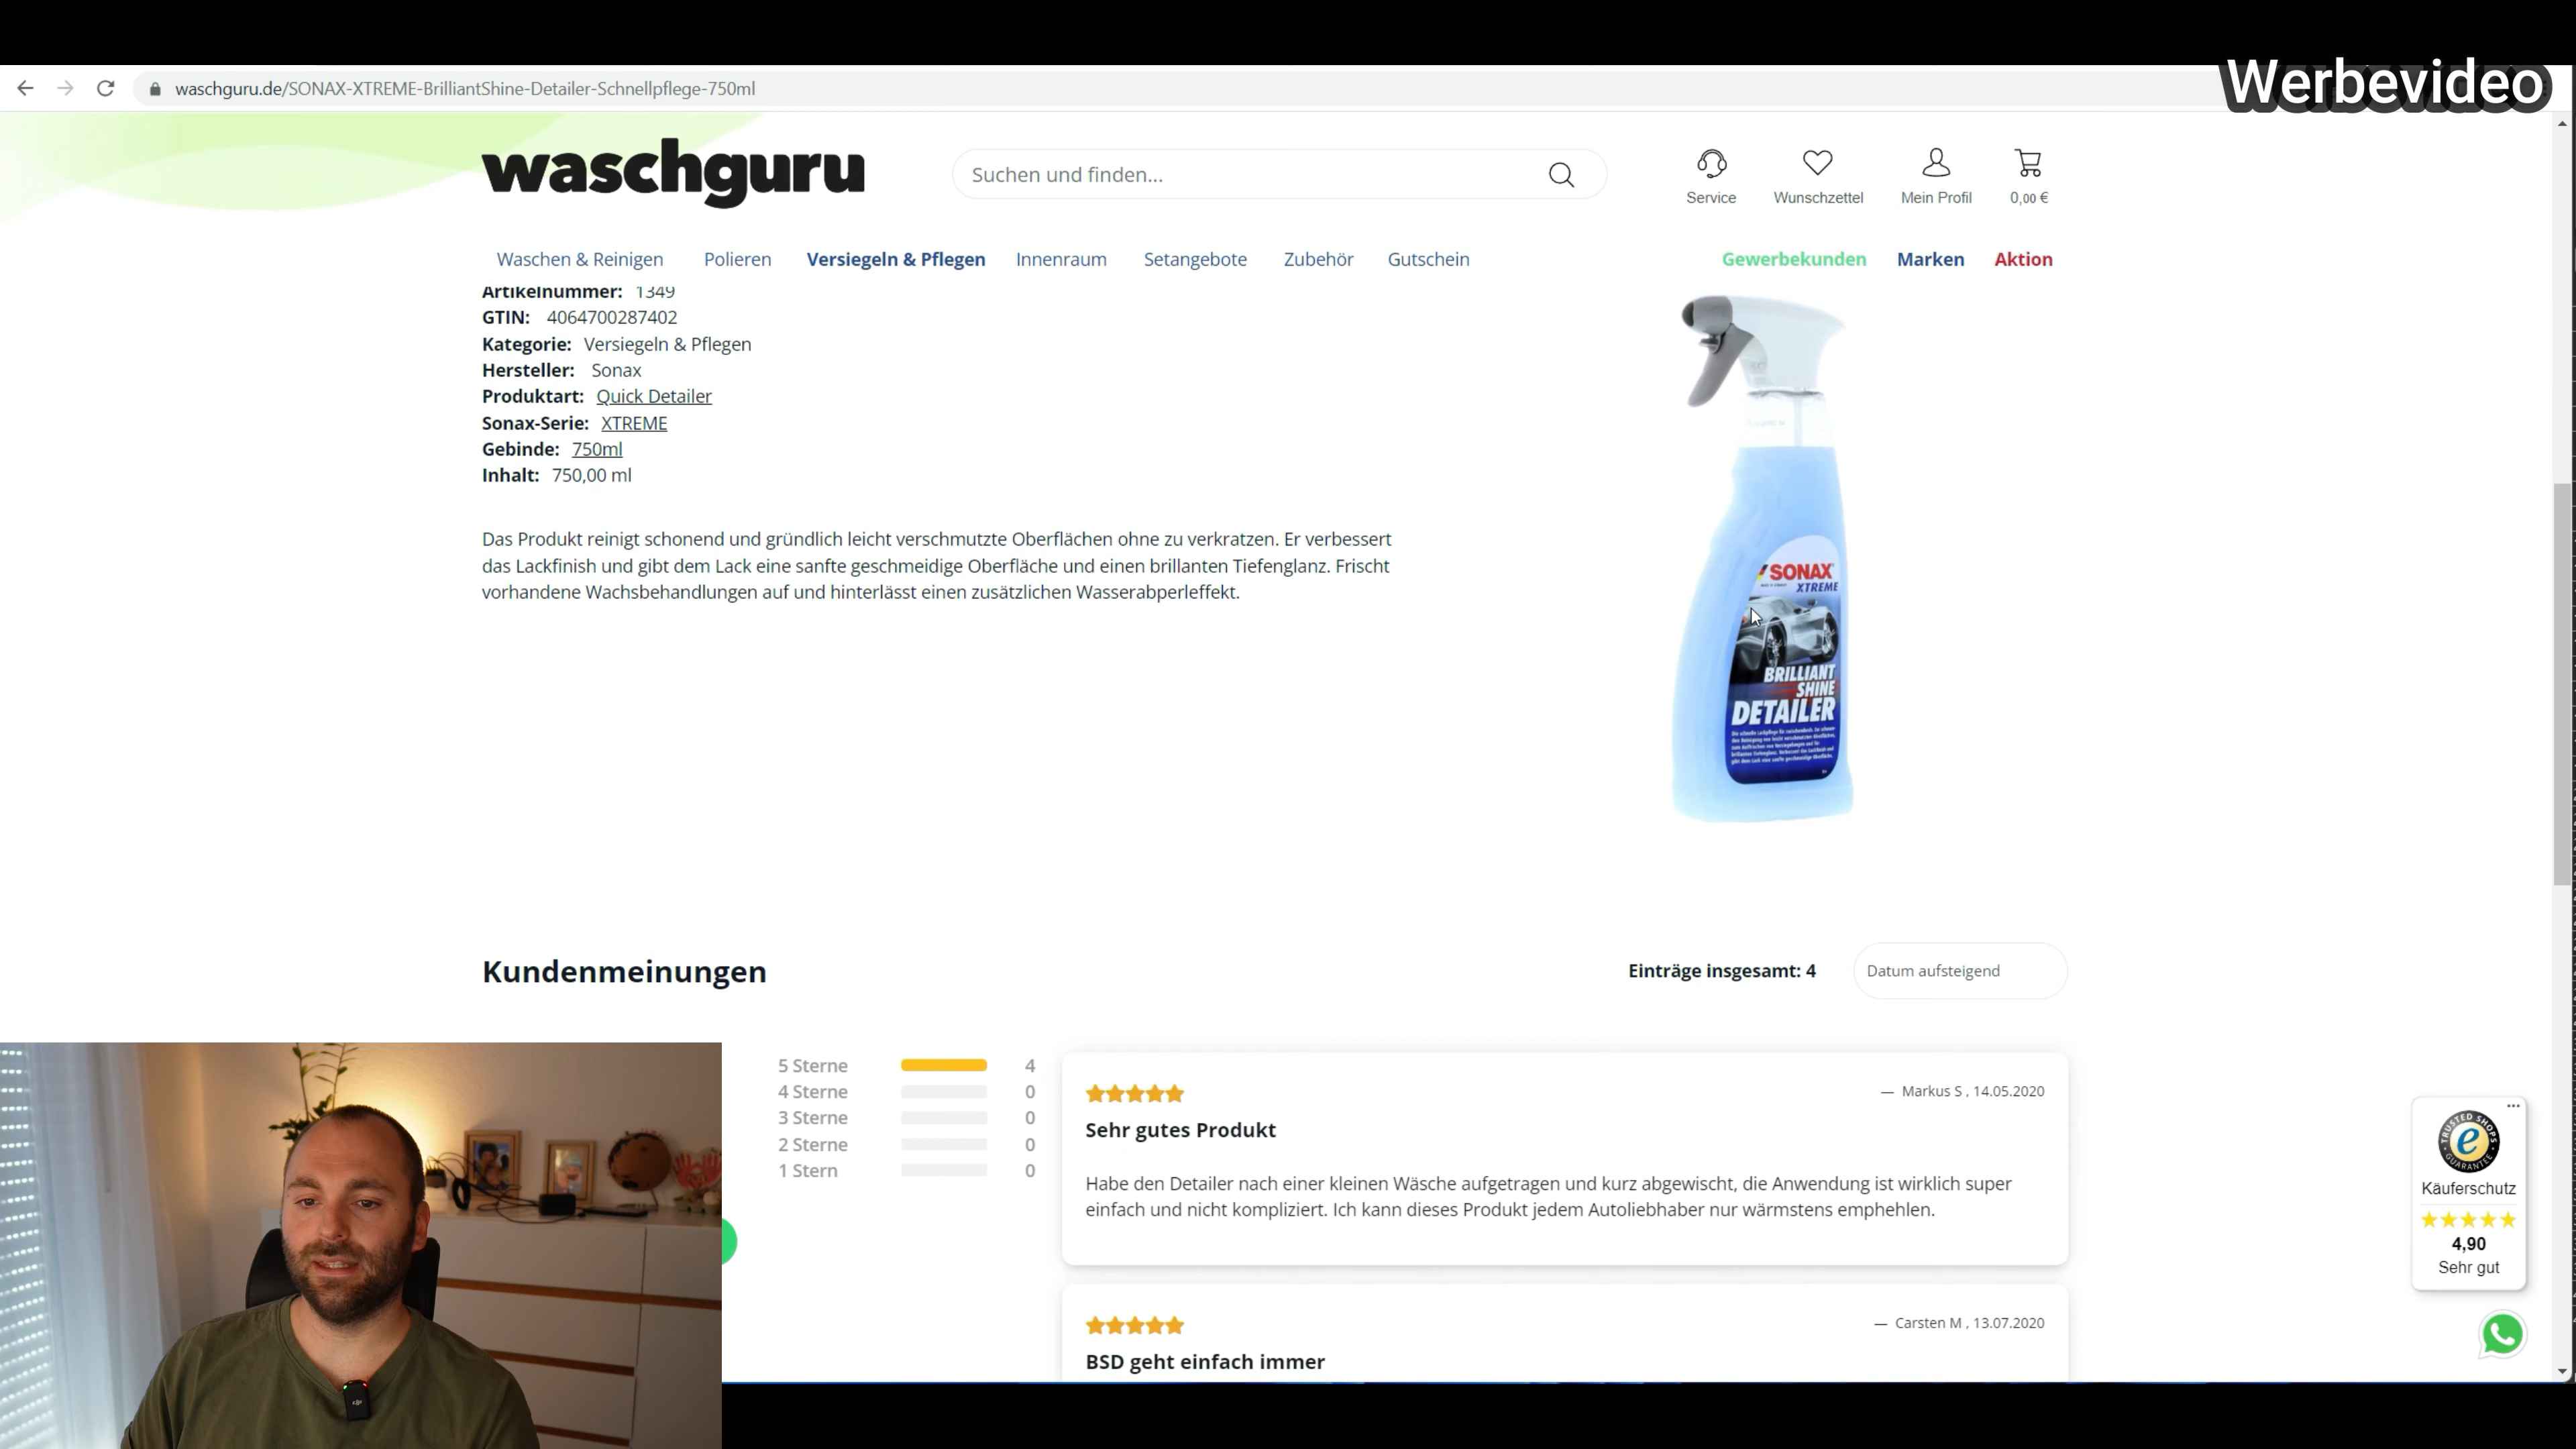 Werbevideo
waschguru.de/SONAX-XTREME-BrilliantShine-Detailer-Schnellpflege-750ml
waschguru
Suchen und finden...
Service
Wunschzettel
Mein Profil
0,00 €
Waschen & Reinigen
Polieren
Versiegeln & Pflegen
Innenraum
Setangebote
Zubehör
Gutschein
Gewerbekunden
Marken
Aktion
Artikelnummer: 1349
GTIN: 4064700287402
Kategorie: Versiegeln & Pflegen
Hersteller: Sonax
Produktart: Quick Detailer
Sonax-Serie: XTREME
Gebinde: 750ml
Inhalt: 750,00 ml
Das Produkt reinigt schonend und gründlich leicht verschmutzte Oberflächen ohne zu verkratzen. Er verbessert
das Lackfinish und gibt dem Lack eine sanfte geschmeidige Oberfläche und einen brillanten Tiefenglanz. Frischt
vorhandene Wachsbehandlungen auf und hinterlässt einen zusätzlichen Wasserabperleffekt.
SONAX
XTREME
BRILLIANT
SHINE
DETAILER
Kundenmeinungen
Einträge insgesamt: 4
Datum aufsteigend
5 Sterne 4
4 Sterne 0
3 Sterne 0
2 Sterne 0
1 Stern 0
— Markus S , 14.05.2020
Sehr gutes Produkt
Habe den Detailer nach einer kleinen Wäsche aufgetragen und kurz abgewischt, die Anwendung ist wirklich super
einfach und nicht kompliziert. Ich kann dieses Produkt jedem Autoliebhaber nur wärmstens emphehlen.
— Carsten M , 13.07.2020
BSD geht einfach immer
TRUSTED SHOPS
e
GUARANTEE
Käuferschutz
4,90
Sehr gut